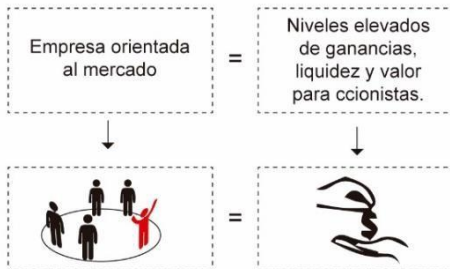 Empresa orientada
al mercado
=
Niveles elevados
de ganancias,
liquidez y valor
para ccionistas.
=